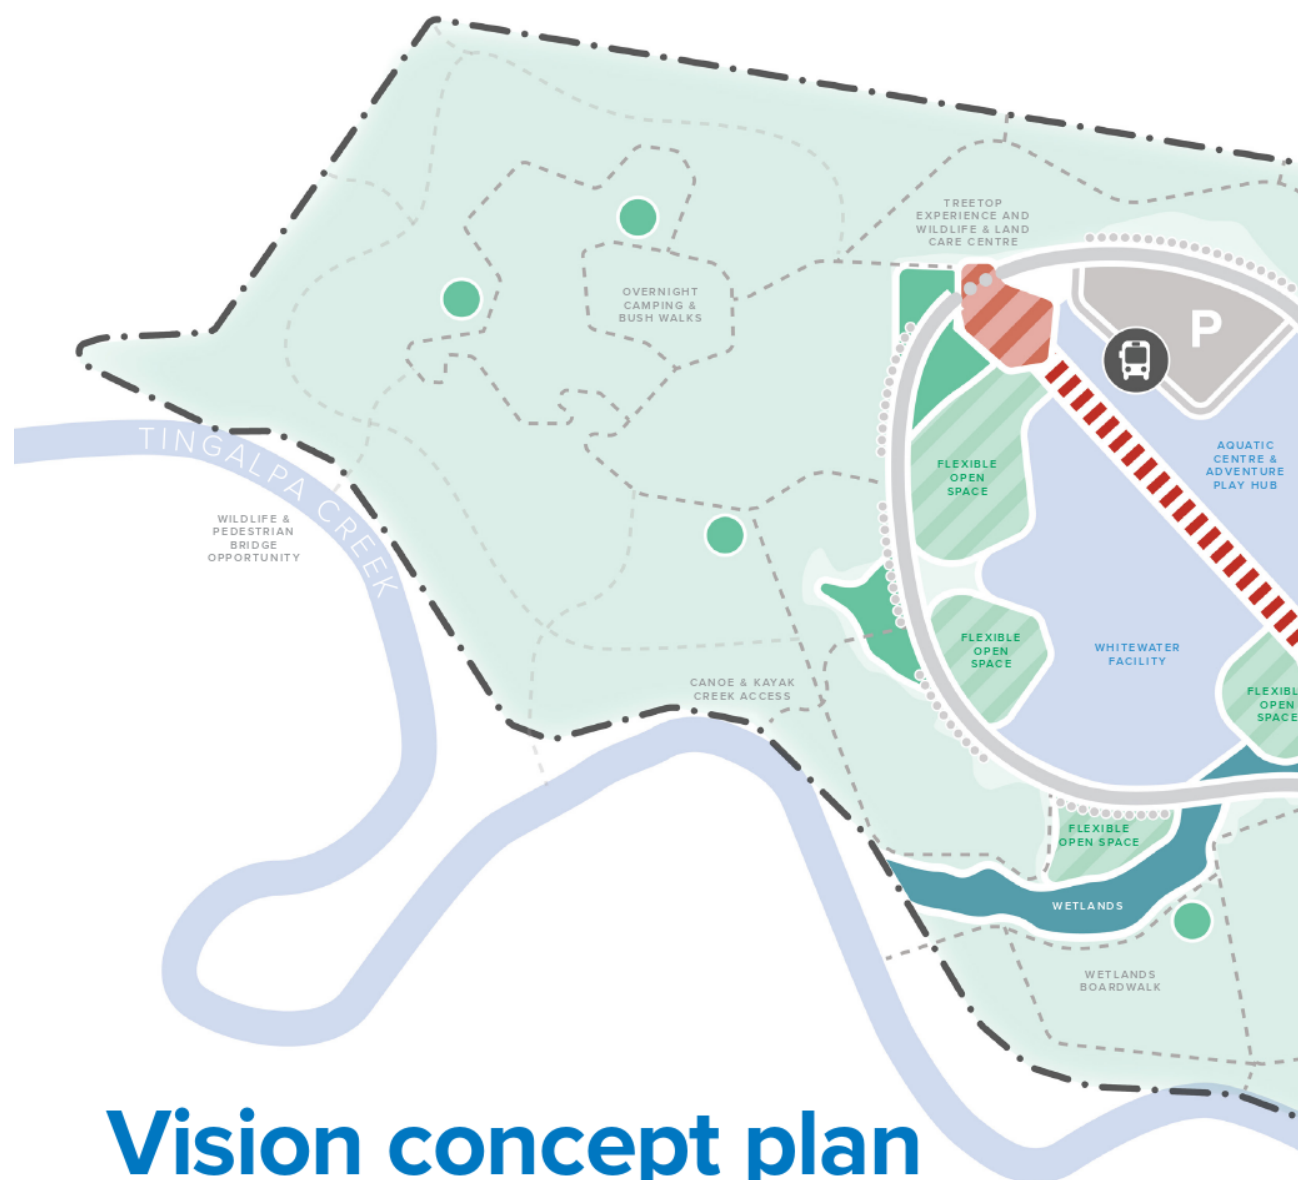 TREETOP
EXPERIENCE AND
WILDLIFE & LAND
CARE CENTRE
OVERNIGHT
CAMPING &
BUSH WALKS
P
TINGALPA CREEK
AQUATIC
CENTRE &
ADVENTURE
PLAY HUB
FLEXIBLE
OPEN
SPACE
WILDLIFE &
PEDESTRIAN
BRIDGE
OPPORTUNITY
FLEXIBLE
OPEN
SPACE
WHITEWATER
FACILITY
CANOE & KAYAK
CREEK ACCESS
FLEXIBL
OPEN
SPACE
FLEXIBLE
OPEN SPACE
WETLANDS
WETLANDS
BOARDWALK
Vision concept plan